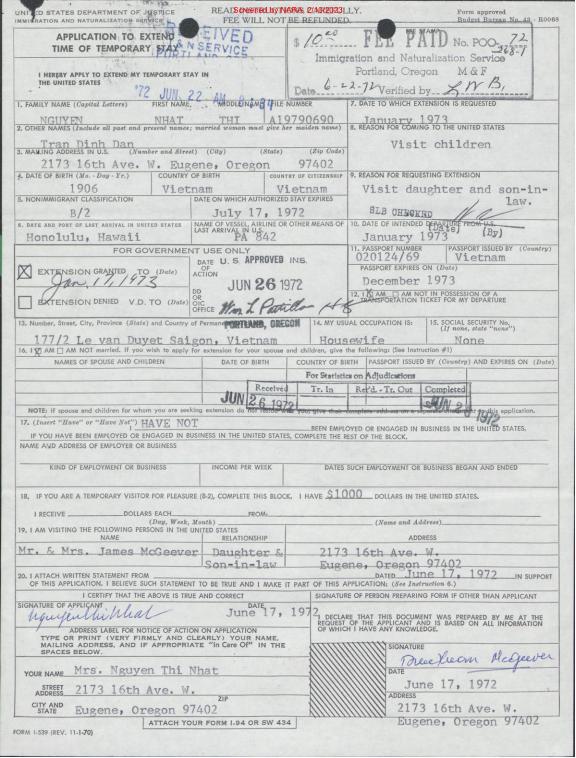 UNITED STATES DEPARTMENT OF JUSTICE
IMMIGRATION AND NATURALIZATION SERVICE
Screened by NARA, 2/13/2023
FEE WILL NOT BE REFUNDED.
Form approved
Budget Bureau No. 43 - R0068
APPLICATION TO EXTEND
TIME OF TEMPORARY STAY
$ 10.00 FEE PAID No. POO- 72
Immigration and Naturalization Service
Portland, Oregon M & F
Date 6-22-72 Verified by
I HEREBY APPLY TO EXTEND MY TEMPORARY STAY IN
THE UNITED STATES
'72 JUN. 22 AM
1. FAMILY NAME (Capital Letters) FIRST NAME MIDDLE NAME FILE NUMBER
NGUYEN NHAT THI A19790690
7. DATE TO WHICH EXTENSION IS REQUESTED
January 1973
2. OTHER NAMES (Include all past and present names; married woman must give her maiden name)
Tran Dinh Dan
8. REASON FOR COMING TO THE UNITED STATES
Visit children
3. MAILING ADDRESS IN U.S. (Number and Street) (City) (State) (Zip Code)
2173 16th Ave. W. Eugene, Oregon 97402
4. DATE OF BIRTH (Mo. - Day - Yr.) COUNTRY OF BIRTH COUNTRY OF CITIZENSHIP
1906 Vietnam Vietnam
9. REASON FOR REQUESTING EXTENSION
Visit daughter and son-in-
law.
5. NONIMMIGRANT CLASSIFICATION DATE ON WHICH AUTHORIZED STAY EXPIRES
B/2 July 17, 1972
SLB CHECKED
(Date) (By)
6. DATE AND PORT OF LAST ARRIVAL IN UNITED STATES NAME OF VESSEL, AIRLINE OR OTHER MEANS OF
LAST ARRIVAL IN U.S.
Honolulu, Hawaii PA 842
10. DATE OF INTENDED DEPARTURE FROM U.S.
January 1973
FOR GOVERNMENT USE ONLY
11. PASSPORT NUMBER PASSPORT ISSUED BY (Country)
020124/69 Vietnam
X EXTENSION GRANTED TO (Date)
Jan. 17, 1973
EXTENSION DENIED V.D. TO (Date)
DATE OF ACTION
U.S APPROVED INS.
JUN 26 1972
DD OR OIC OFFICE
PORTLAND, OREGON
PASSPORT EXPIRES ON (Date)
December 1973
12. I X AM AM NOT IN POSSESSION OF A
TRANSPORTATION TICKET FOR MY DEPARTURE
13. Number, Street, City, Province (State) and Country of Permanent
177/2 Le van Duyet Saigon, Vietnam
14. MY USUAL OCCUPATION IS:
Housewife
15. SOCIAL SECURITY No.
(If none, state "none")
None
16. I X AM AM NOT MARRIED. If you wish to apply for extension for your spouse and children, give the following: (See Instruction #1)
NAMES OF SPOUSE AND CHILDREN DATE OF BIRTH COUNTRY OF BIRTH PASSPORT ISSUED BY (Country) AND EXPIRES ON (Date)
For Statistics on Adjudications
Received Tr. In Ret'd. - Tr. Out Completed
JUN 26 1972
NOTE: If spouse and children for whom you are seeking extension do not reside with you, give their complete address on a separate attachment to this application.
17. (Insert "Have" or "Have Not") HAVE NOT BEEN EMPLOYED OR ENGAGED IN BUSINESS IN THE UNITED STATES.
IF YOU HAVE BEEN EMPLOYED OR ENGAGED IN BUSINESS IN THE UNITED STATES, COMPLETE THE REST OF THE BLOCK.
NAME AND ADDRESS OF EMPLOYER OR BUSINESS
KIND OF EMPLOYMENT OR BUSINESS INCOME PER WEEK DATES SUCH EMPLOYMENT OR BUSINESS BEGAN AND ENDED
18. IF YOU ARE A TEMPORARY VISITOR FOR PLEASURE (B-2), COMPLETE THIS BLOCK. I HAVE $1000 DOLLARS IN THE UNITED STATES.
I RECEIVE DOLLARS EACH FROM:
(Day, Week, Month) (Name and Address)
19. I AM VISITING THE FOLLOWING PERSONS IN THE UNITED STATES
NAME RELATIONSHIP ADDRESS
Mr. & Mrs. James McGeever Daughter & 2173 16th Ave. W.
Son-in-law Eugene, Oregon 97402
20. I ATTACH WRITTEN STATEMENT FROM DATED June 17, 1972 IN SUPPORT
OF THIS APPLICATION. I BELIEVE SUCH STATEMENT TO BE TRUE AND I MAKE IT PART OF THIS APPLICATION: (See Instruction 6.)
I CERTIFY THAT THE ABOVE IS TRUE AND CORRECT
SIGNATURE OF PERSON PREPARING FORM IF OTHER THAN APPLICANT
SIGNATURE OF APPLICANT DATE
nguyen thi Nhat June 17, 1972
I DECLARE THAT THIS DOCUMENT WAS PREPARED BY ME AT THE
REQUEST OF THE APPLICANT AND IS BASED ON ALL INFORMATION
OF WHICH I HAVE ANY KNOWLEDGE.
ADDRESS LABEL FOR NOTICE OF ACTION ON APPLICATION
TYPE OR PRINT (VERY FIRMLY AND CLEARLY) YOUR NAME,
MAILING ADDRESS, AND IF APPROPRIATE "In Care Of" IN THE
SPACES BELOW.
SIGNATURE
McGeever
YOUR NAME Mrs. Nguyen Thi Nhat
DATE
June 17, 1972
STREET ADDRESS 2173 16th Ave. W.
CITY AND STATE Eugene, Oregon 97402 ZIP
ADDRESS
2173 16th Ave. W.
Eugene, Oregon 97402
ATTACH YOUR FORM I-94 OR SW 434
FORM I-539 (REV. 11-1-70)